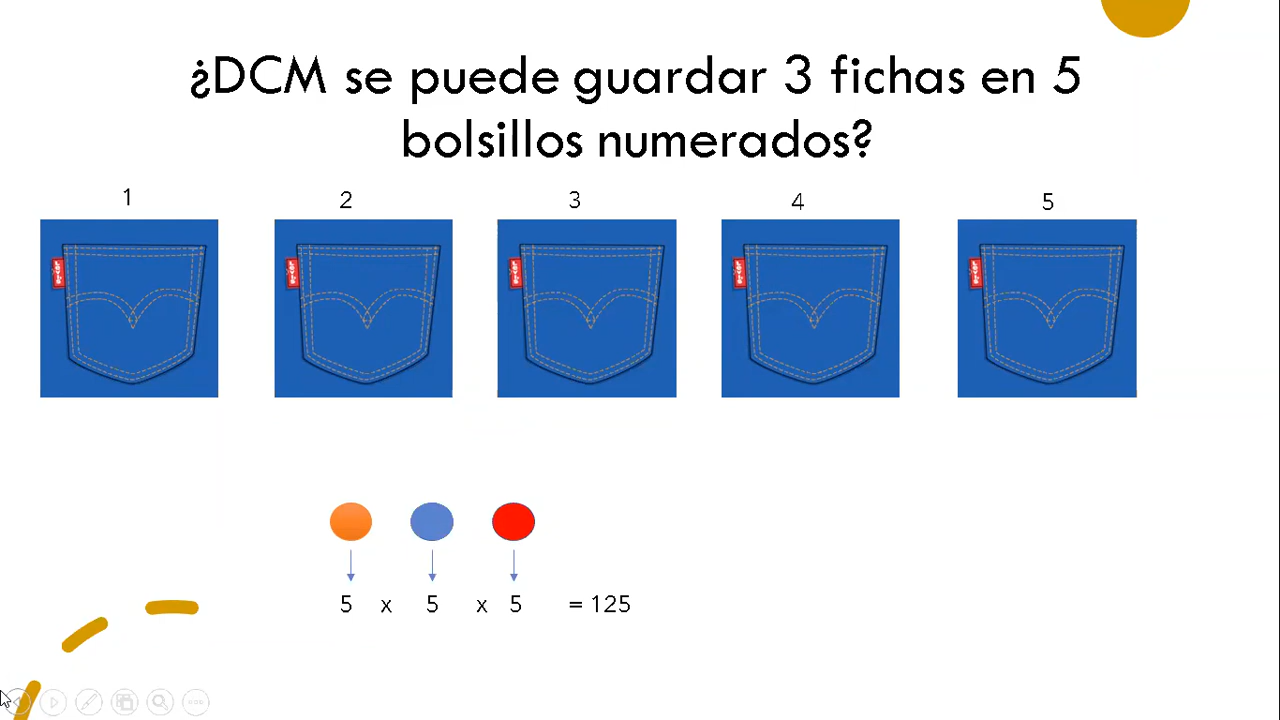 ¿DCM se puede guardar 3 fichas en 5
bolsillos numerados?
1 2 3 4 5
5 x 5 x 5 = 125